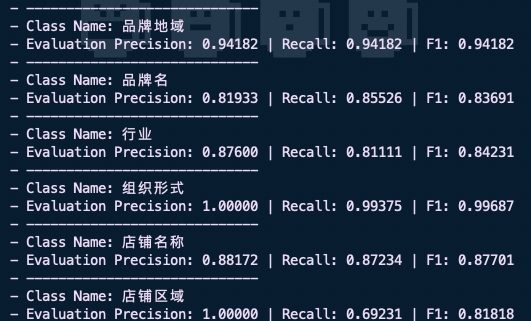 - -----------------------------
- Class Name: 品牌地域
- Evaluation Precision: 0.94182 | Recall: 0.94182 | F1: 0.94182
- -----------------------------
- Class Name: 品牌名
- Evaluation Precision: 0.81933 | Recall: 0.85526 | F1: 0.83691
- -----------------------------
- Class Name: 行业
- Evaluation Precision: 0.87600 | Recall: 0.81111 | F1: 0.84231
- -----------------------------
- Class Name: 组织形式
- Evaluation Precision: 1.00000 | Recall: 0.99375 | F1: 0.99687
- -----------------------------
- Class Name: 店铺名称
- Evaluation Precision: 0.88172 | Recall: 0.87234 | F1: 0.87701
- -----------------------------
- Class Name: 店铺区域
- Evaluation Precision: 1.00000 | Recall: 0.69231 | F1: 0.81818